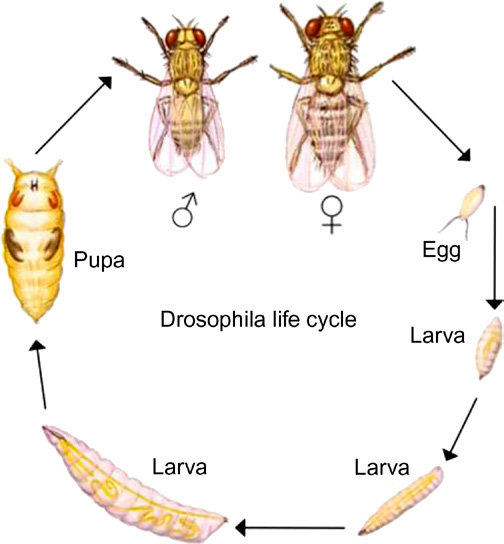 ♂
♀
Egg
Pupa
Drosophila life cycle
Larva
Larva
Larva